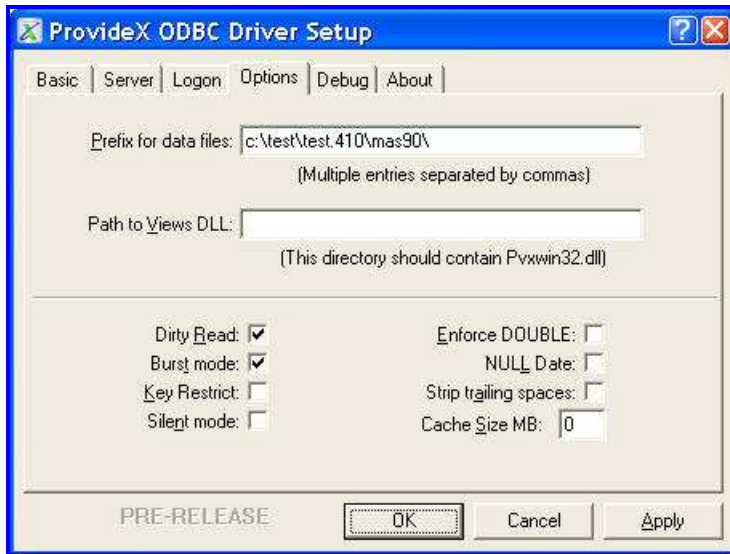 ProvideX ODBC Driver Setup
Basic Server Logon Options Debug About
Prefix for data files: c:\test\test.410\mas90\
(Multiple entries separated by commas)
Path to Views DLL:
(This directory should contain Pvxwin32.dll)
Dirty Read: Enforce DOUBLE:
Burst mode: NULL Date:
Key Restrict: Strip trailing spaces:
Silent mode: Cache Size MB: 0
PRE-RELEASE OK Cancel Apply